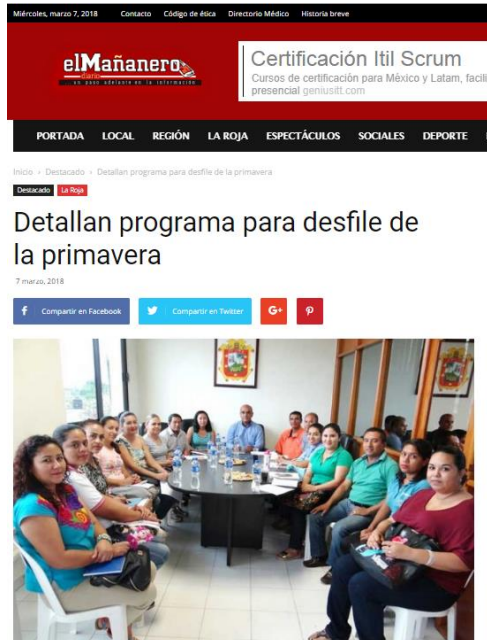 Miércoles, marzo 7, 2018 Contacto Código de ética Directorio Médico Historia breve
elMañanero
diario
un paso adelante en la información
Certificación Itil Scrum
Cursos de certificación para México y Latam, facili
presencial geniusitt.com
PORTADA LOCAL REGIÓN LA ROJA ESPECTÁCULOS SOCIALES DEPORTE
Inicio › Destacado › Detallan programa para desfile de la primavera
Destacado La Roja
Detallan programa para desfile de
la primavera
7 marzo, 2018
Compartir en Facebook Compartir en Twitter G+